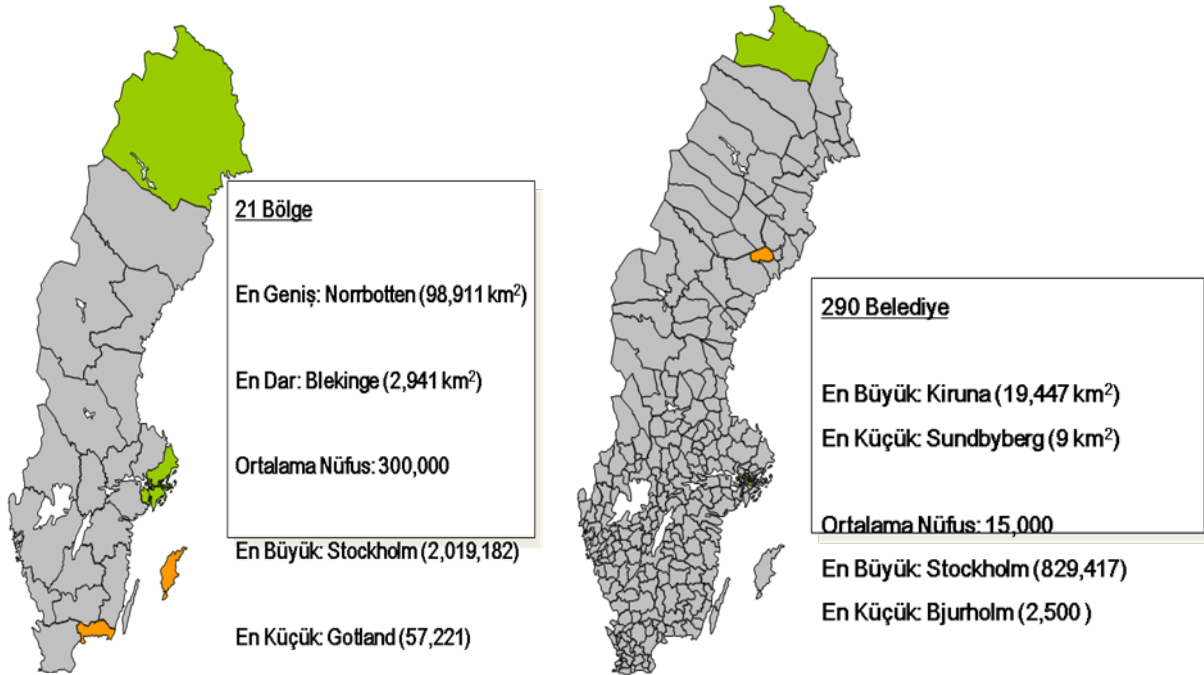 21 Bölge
En Geniş: Norrbotten (98,911 km²)
En Dar: Blekinge (2,941 km²)
Ortalama Nüfus: 300,000
En Büyük: Stockholm (2,019,182)
En Küçük: Gotland (57,221)
290 Belediye
En Büyük: Kiruna (19,447 km²)
En Küçük: Sundbyberg (9 km²)
Ortalama Nüfus: 15,000
En Büyük: Stockholm (829,417)
En Küçük: Bjurholm (2,500 )